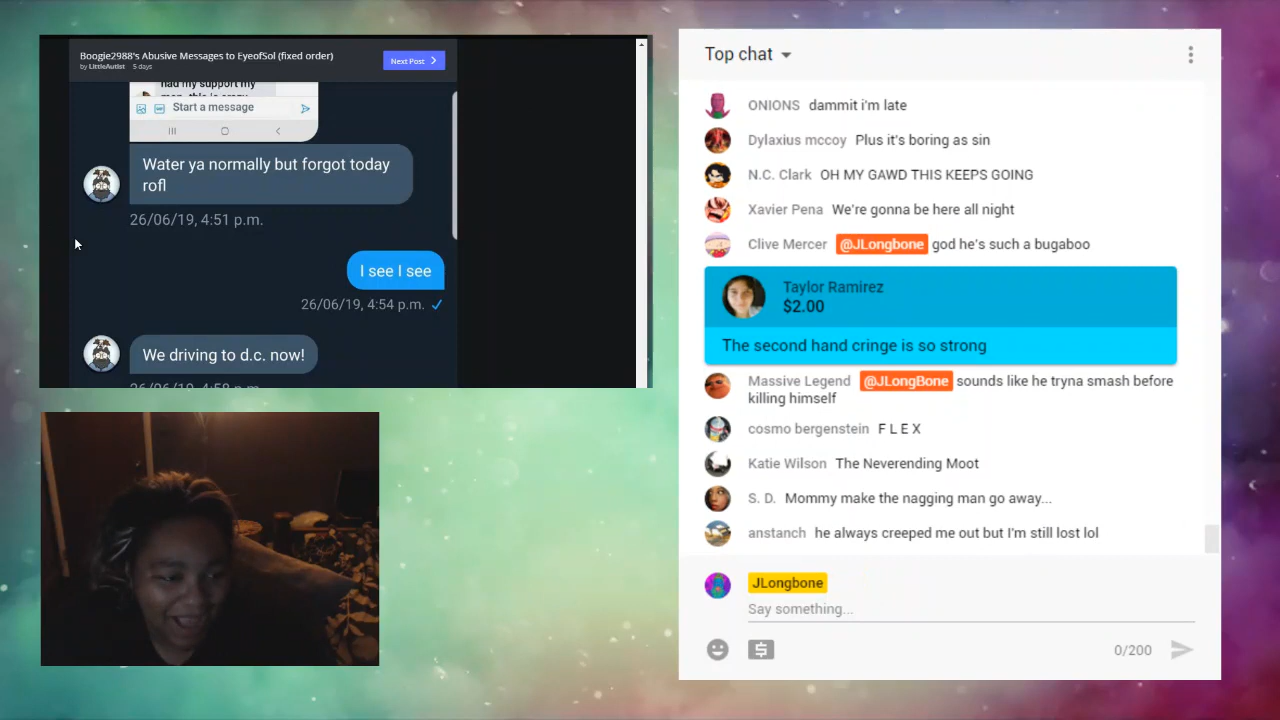 Boogie2988's Abusive Messages to EyeofSol (fixed order)
by LittleAutist 5 days
Next Post
had my support my
Start a message
Water ya normally but forgot today
rofl
26/06/19, 4:51 p.m.
I see I see
26/06/19, 4:54 p.m.
We driving to d.c. now!
26/06/19, 4:58 p.m.
Top chat
ONIONS dammit i'm late
Dylaxius mccoy Plus it's boring as sin
N.C. Clark OH MY GAWD THIS KEEPS GOING
Xavier Pena We're gonna be here all night
Clive Mercer @JLongbone god he's such a bugaboo
Taylor Ramirez
$2.00
The second hand cringe is so strong
Massive Legend @JLongBone sounds like he tryna smash before
killing himself
cosmo bergenstein F L E X
Katie Wilson The Neverending Moot
S. D. Mommy make the nagging man go away...
anstanch he always creeped me out but I'm still lost lol
JLongbone
Say something...
0/200